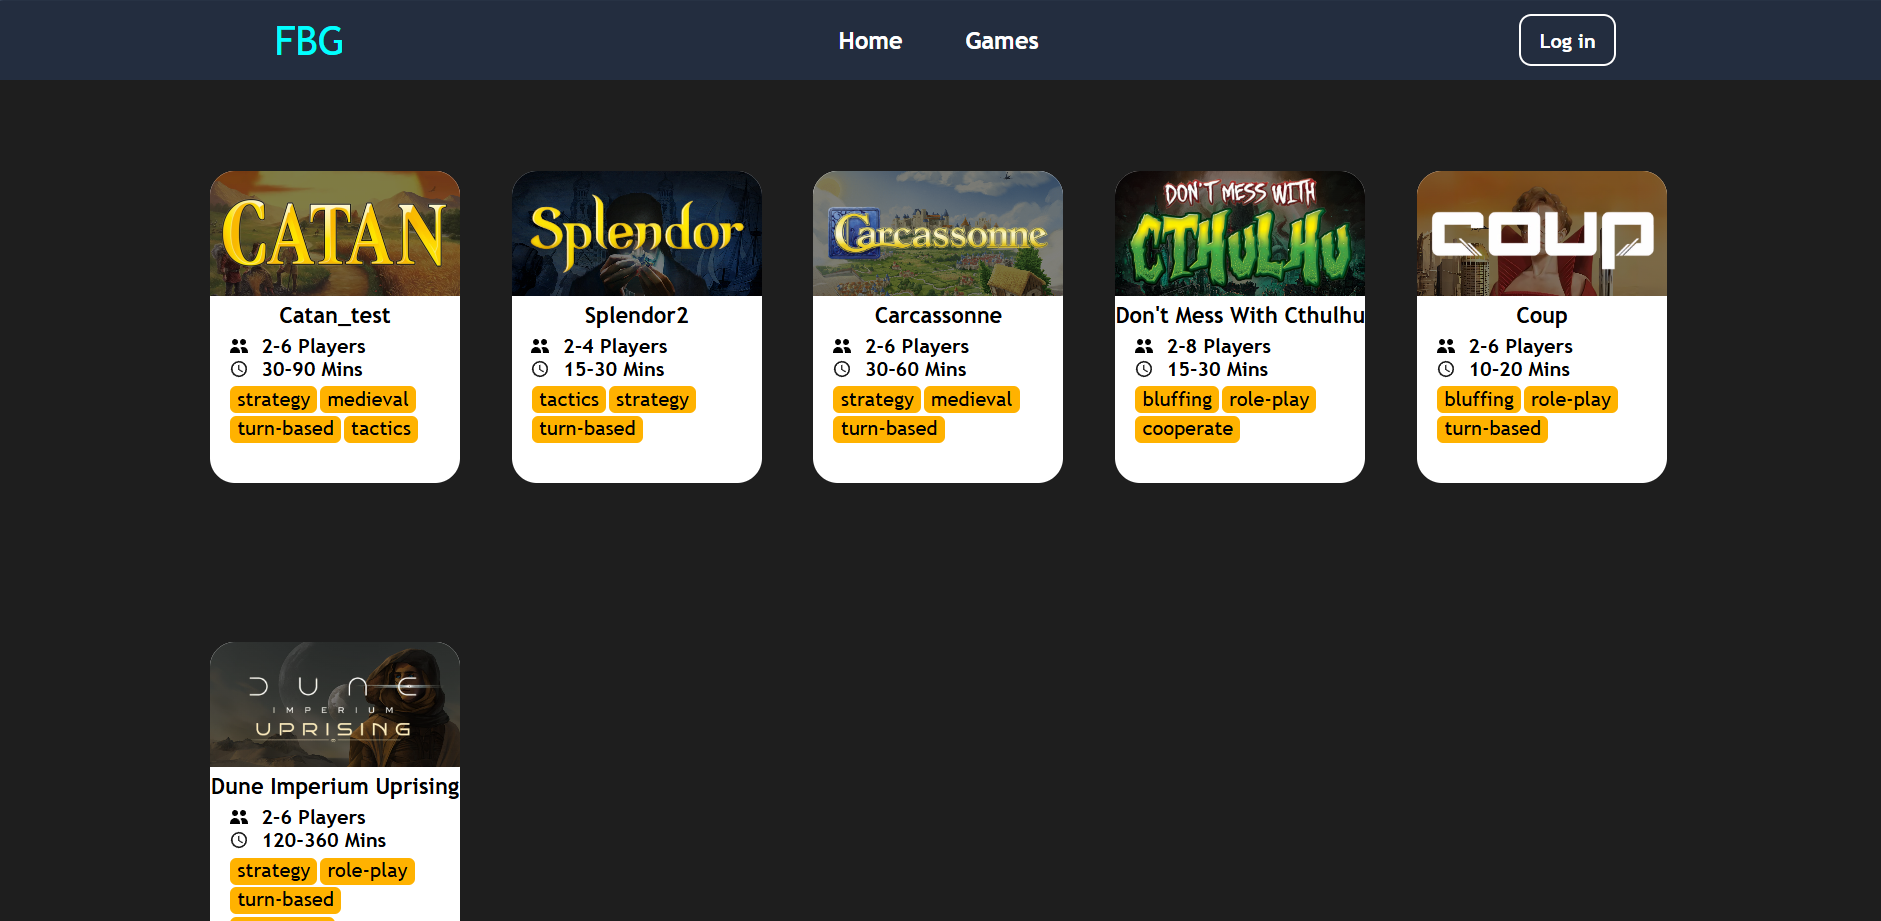 FBG Home Games Log in
CATAN
Catan_test
2-6 Players
30-90 Mins
strategy medieval
turn-based tactics
Splendor
Splendor2
2-4 Players
15-30 Mins
tactics strategy
turn-based
Carcassonne
Carcassonne
2-6 Players
30-60 Mins
strategy medieval
turn-based
DON'T MESS WITH
CTHULHU
Don't Mess With Cthulhu
2-8 Players
15-30 Mins
bluffing role-play
cooperate
COUP
Coup
2-6 Players
10-20 Mins
bluffing role-play
turn-based
DUNE
IMPERIUM
UPRISING
Dune Imperium Uprising
2-6 Players
120-360 Mins
strategy role-play
turn-based